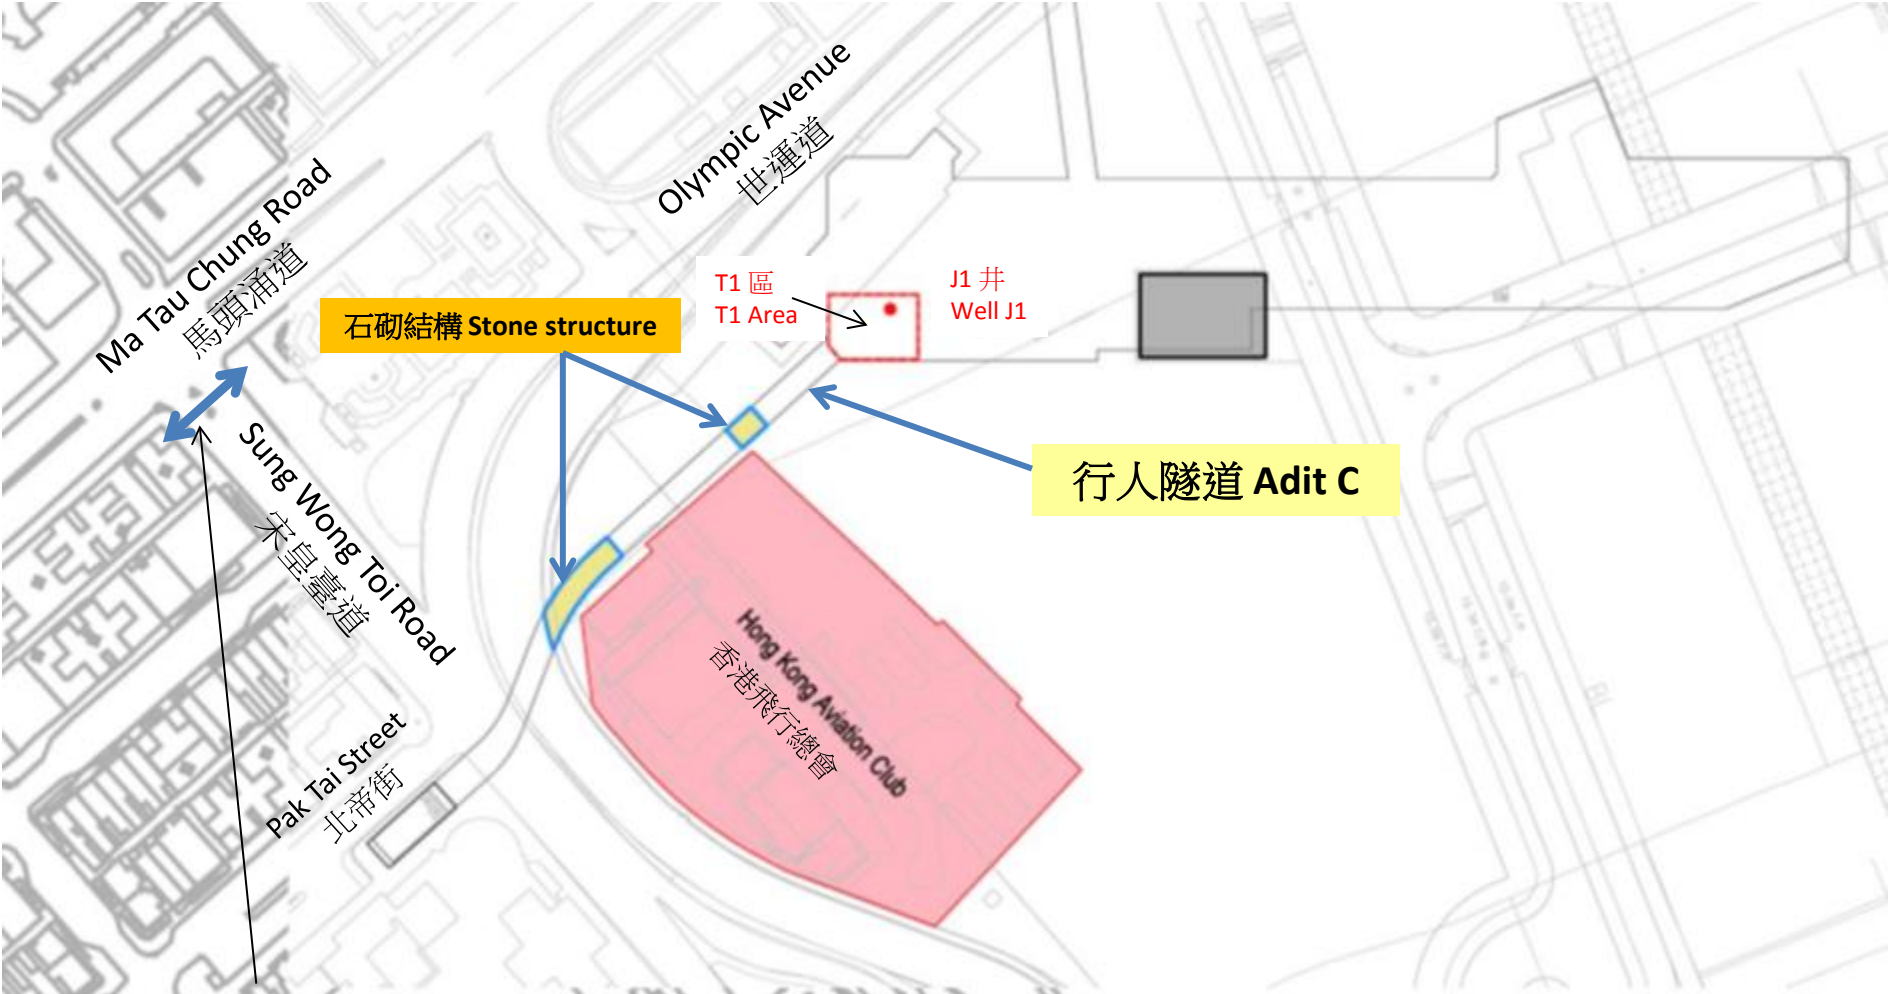 Olympic Avenue
世運道
Ma Tau Chung Road
馬頭涌道
T1 區
T1 Area
J1 井
Well J1
石砌結構 Stone structure
行人隧道 Adit C
Sung Wong Toi Road
宋皇臺道
Hong Kong Aviation Club
香港飛行總會
Pak Tai Street
北帝街